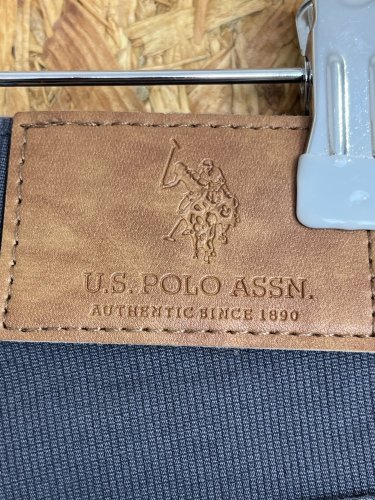 U.S. POLO ASSN.
AUTHENTIC SINCE 1890